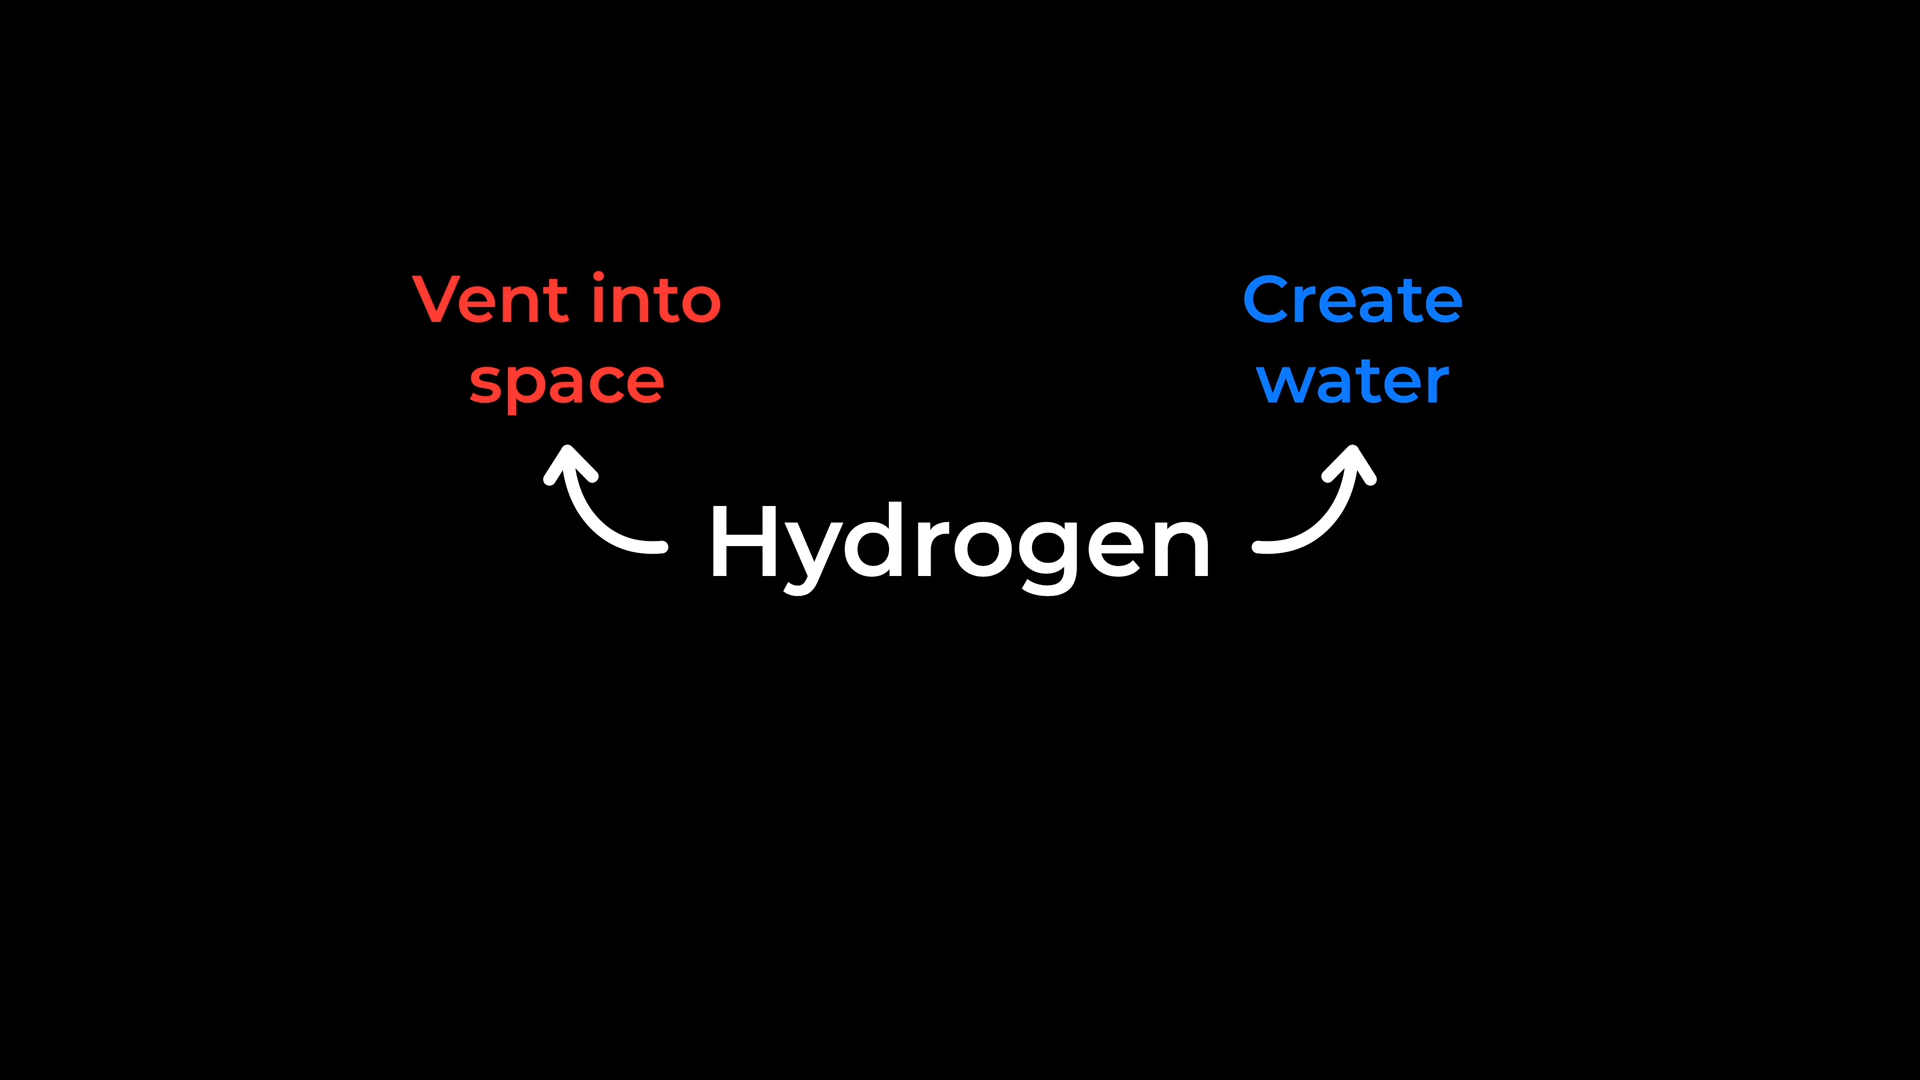 Vent into
space
Create
water
Hydrogen